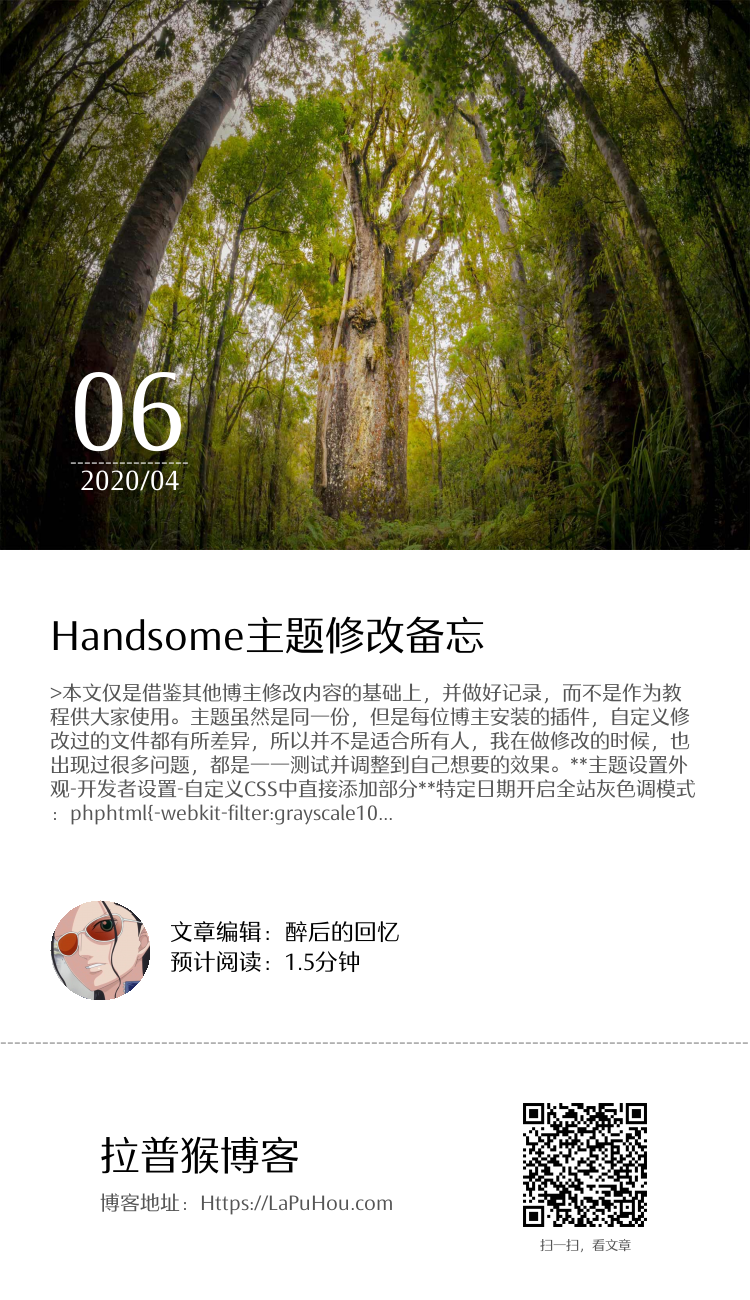 06
2020/04
Handsome主题修改备忘
>本文仅是借鉴其他博主修改内容的基础上，并做好记录，而不是作为教
程供大家使用。主题虽然是同一份，但是每位博主安装的插件，自定义修
改过的文件都有所差异，所以并不是适合所有人，我在做修改的时候，也
出现过很多问题，都是一一测试并调整到自己想要的效果。**主题设置外
观-开发者设置-自定义CSS中直接添加部分**特定日期开启全站灰色调模式
：phphtml{-webkit-filter:grayscale10...
文章编辑：醉后的回忆
预计阅读：1.5分钟
拉普猴博客
博客地址：Https://LaPuHou.com
扫一扫，看文章